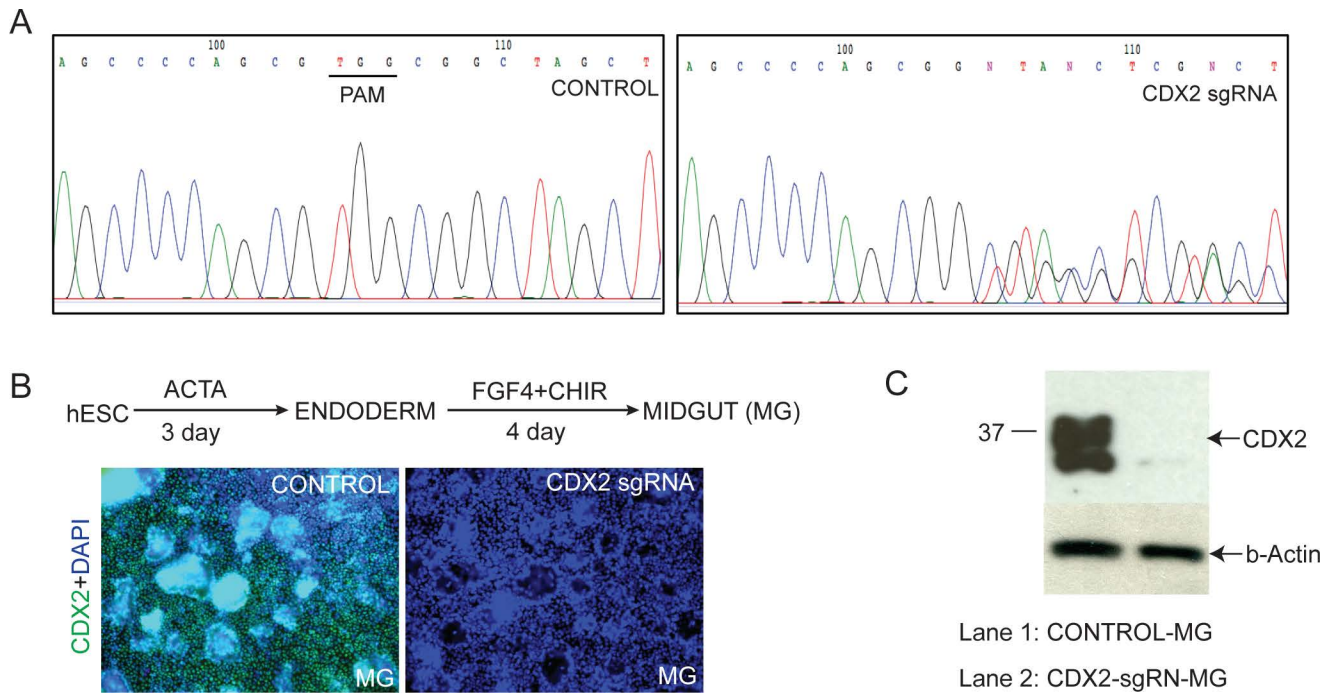 A
100 110
A G C C C C A G C G T G G C G G C T A G C T
PAM
CONTROL
100 110
A G C C C C A G C G G N T A N C T C G N C T
CDX2 sgRNA
B
hESC
ACTA
3 day
ENDODERM
FGF4+CHIR
4 day
MIDGUT (MG)
CDX2+DAPI
CONTROL
MG
CDX2 sgRNA
MG
C
37
CDX2
b-Actin
Lane 1: CONTROL-MG
Lane 2: CDX2-sgRN-MG